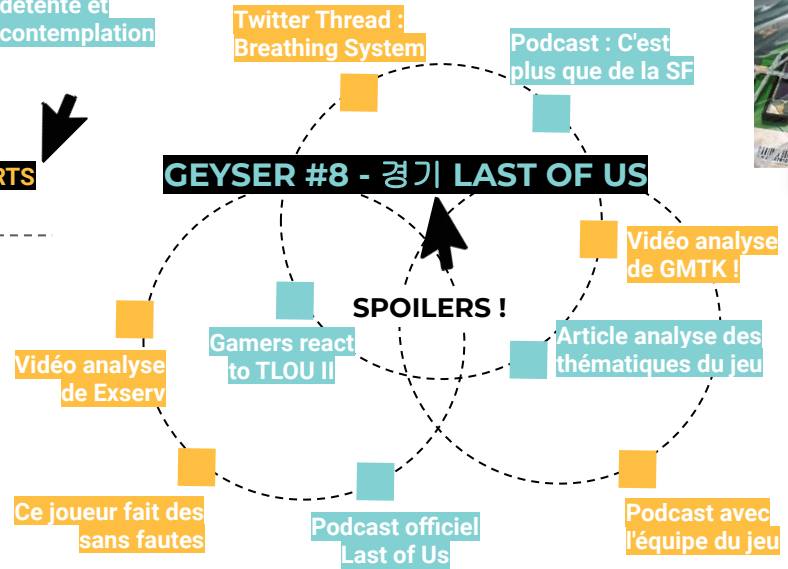 détente et
contemplation
Twitter Thread :
Breathing System
Podcast : C'est
plus que de la SF
RTS
GEYSER #8 - 경기 LAST OF US
Vidéo analyse
de GMTK !
SPOILERS !
Gamers react
to TLOU II
Article analyse des
thématiques du jeu
Vidéo analyse
de Exserv
Ce joueur fait des
sans fautes
Podcast officiel
Last of Us
Podcast avec
l'équipe du jeu